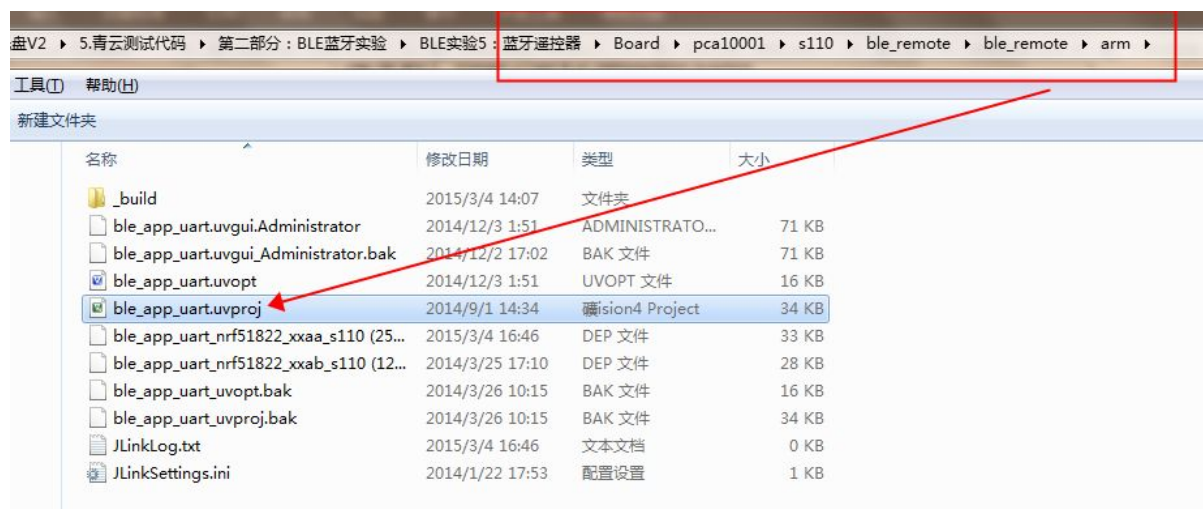 盘V2 ▸ 5.青云测试代码 ▸ 第二部分：BLE蓝牙实验 ▸ BLE实验5：蓝牙遥控器 ▸ Board ▸ pca10001 ▸ s110 ▸ ble_remote ▸ ble_remote ▸ arm ▸
工具(T) 帮助(H)
新建文件夹
名称 修改日期 类型 大小
_build 2015/3/4 14:07 文件夹
ble_app_uart.uvgui.Administrator 2014/12/3 1:51 ADMINISTRATO... 71 KB
ble_app_uart.uvgui_Administrator.bak 2014/12/2 17:02 BAK 文件 71 KB
ble_app_uart.uvopt 2014/12/3 1:51 UVOPT 文件 16 KB
ble_app_uart.uvproj 2014/9/1 14:34 礦ision4 Project 34 KB
ble_app_uart_nrf51822_xxaa_s110 (25... 2015/3/4 16:46 DEP 文件 33 KB
ble_app_uart_nrf51822_xxab_s110 (12... 2014/3/25 17:10 DEP 文件 28 KB
ble_app_uart_uvopt.bak 2014/3/26 10:15 BAK 文件 16 KB
ble_app_uart_uvproj.bak 2014/3/26 10:15 BAK 文件 34 KB
JLinkLog.txt 2015/3/4 16:46 文本文档 0 KB
JLinkSettings.ini 2014/1/22 17:53 配置设置 1 KB